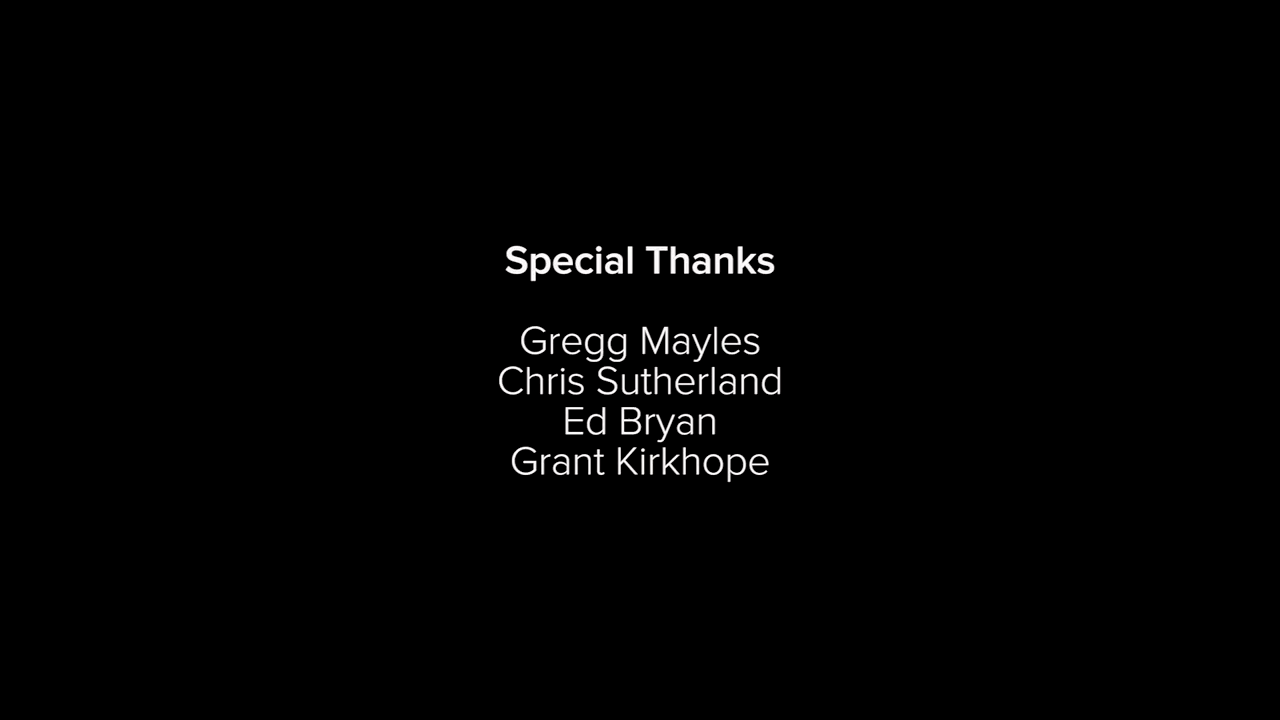 Special Thanks
Gregg Mayles
Chris Sutherland
Ed Bryan
Grant Kirkhope